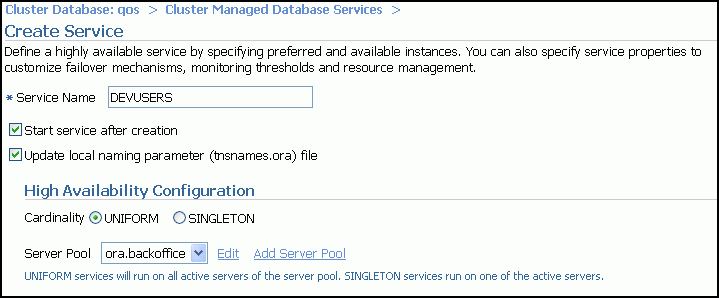 Cluster Database: qos > Cluster Managed Database Services >
Create Service
Define a highly available service by specifying preferred and available instances. You can also specify service properties to
customize failover mechanisms, monitoring thresholds and resource management.
* Service Name DEVUSERS
Start service after creation
Update local naming parameter (tnsnames.ora) file
High Availability Configuration
Cardinality UNIFORM SINGLETON
Server Pool ora.backoffice Edit Add Server Pool
UNIFORM services will run on all active servers of the server pool. SINGLETON services run on one of the active servers.